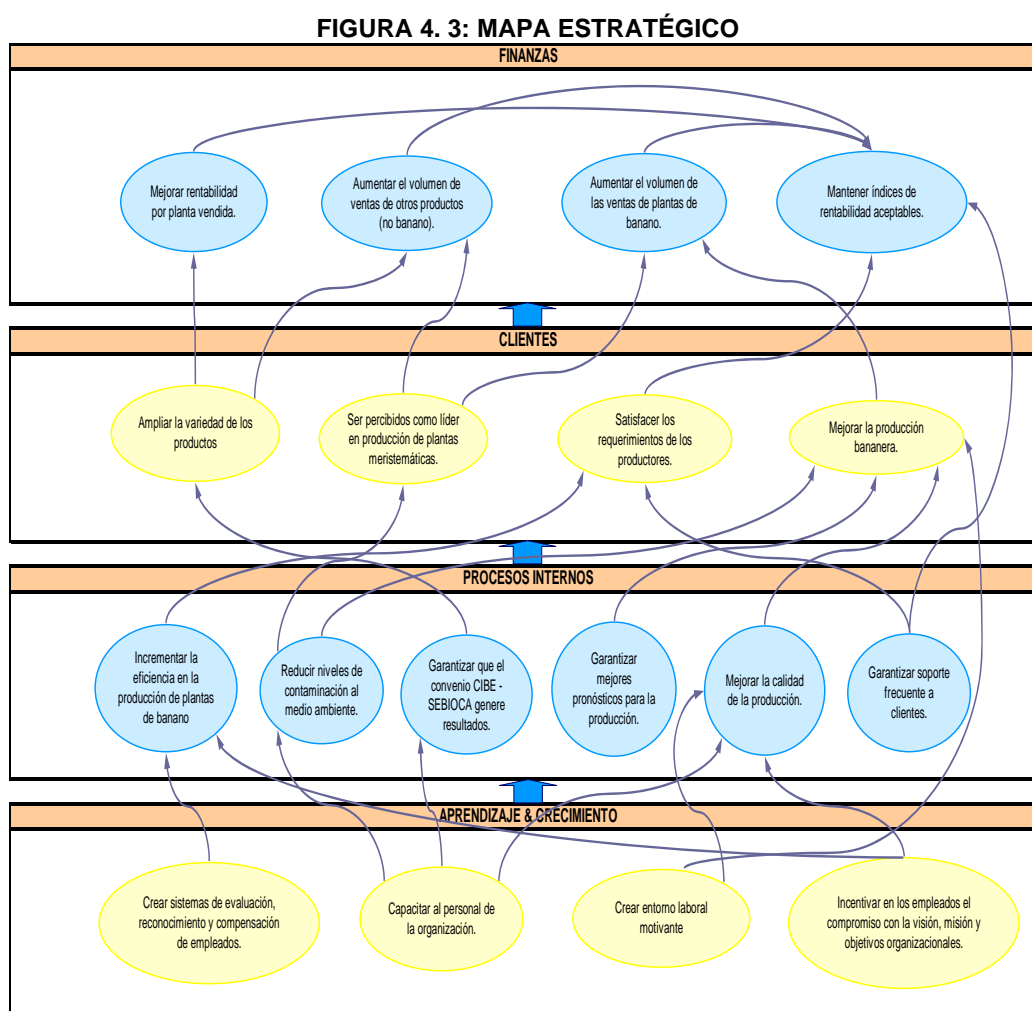 FIGURA 4. 3: MAPA ESTRATÉGICO
FINANZAS
Mejorar rentabilidad
por planta vendida.
Aumentar el volumen de
ventas de otros productos
(no banano).
Aumentar el volumen de
las ventas de plantas de
banano.
Mantener índices de
rentabilidad aceptables.
CLIENTES
Ampliar la variedad de los
productos
Ser percibidos como líder
en producción de plantas
meristemáticas.
Satisfacer los
requerimientos de los
productores.
Mejorar la producción
bananera.
PROCESOS INTERNOS
Incrementar la
eficiencia en la
producción de plantas
de banano
Reducir niveles de
contaminación al
medio ambiente.
Garantizar que el
convenio CIBE -
SEBIOCA genere
resultados.
Garantizar
mejores
pronósticos para la
producción.
Mejorar la calidad
de la producción.
Garantizar soporte
frecuente a
clientes.
APRENDIZAJE & CRECIMIENTO
Crear sistemas de evaluación,
reconocimiento y compensación
de empleados.
Capacitar al personal de
la organización.
Crear entorno laboral
motivante
Incentivar en los empleados el
compromiso con la visión, misión y
objetivos organizacionales.